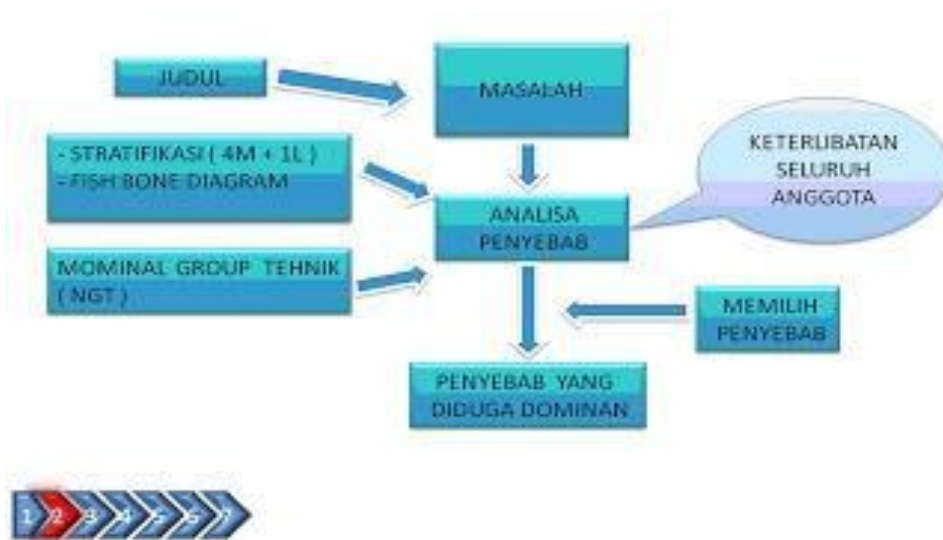 JUDUL
MASALAH
- STRATIFIKASI ( 4M + 1L )
- FISH BONE DIAGRAM
KETERLIBATAN
SELURUH
ANGGOTA
ANALISA
PENYEBAB
MOMINAL GROUP TEHNIK
( NGT )
MEMILIH
PENYEBAB
PENYEBAB YANG
DIDUGA DOMINAN
1 2 3 4 5 6 7